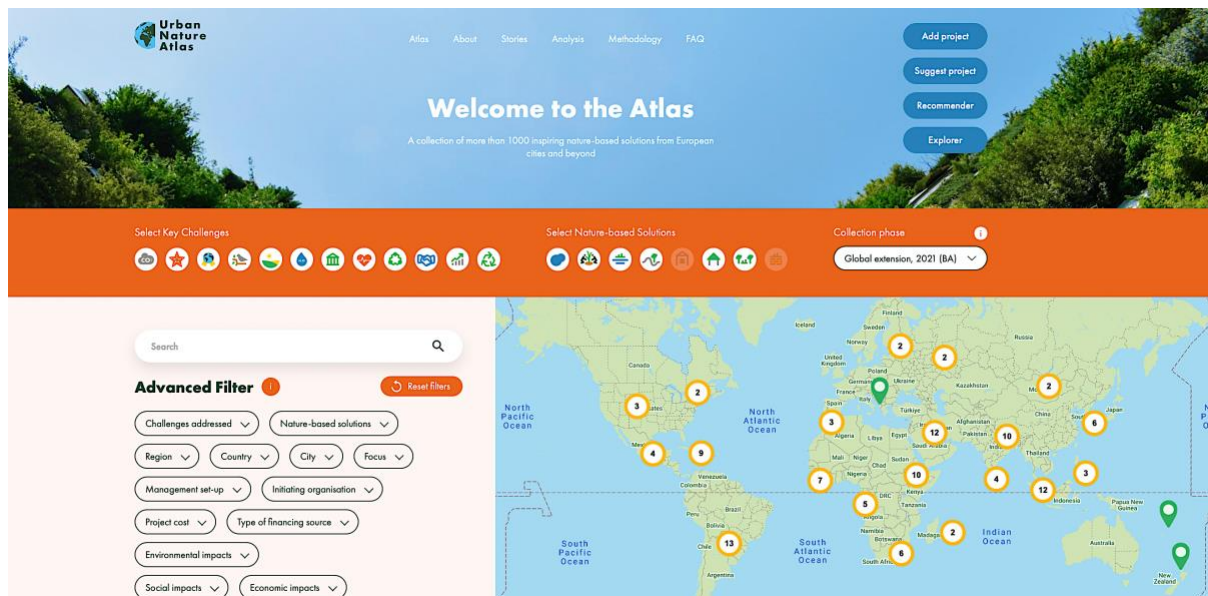 Urban
Nature
Atlas
Atlas About Stories Analysis Methodology FAQ
Add project
Suggest project
Recommender
Explorer
Welcome to the Atlas
A collection of more than 1000 inspiring nature-based solutions from European
cities and beyond
Select Key Challenges
Select Nature-based Solutions
Collection phase
i
Global extension, 2021 (BA)
Search
Advanced Filter i
Reset filters
Challenges addressed
Nature-based solutions
Region
Country
City
Focus
Management set-up
Initiating organisation
Project cost
Type of financing source
Environmental impacts
Social impacts
Economic impacts
Iceland
Finland
Sweden
Norway
Russia
2
2
United
Kingdom
Poland
Canada
Ukraine
Kazakhstan
2
France
Italy
Spain
Türkiye
2
3
North
Pacific
Ocean
North
Atlantic
Ocean
3
Afghanistan
China
Japan
6
Algeria
Libya
Egypt
12
Pakistan
10
4
9
Mali
Niger
Sudan
Thailand
Chad
Venezuela
Colombia
7
Nigeria
10
4
12
3
DRC
Kenya
Indonesia
Papua New
Guinea
5
Tanzania
Brazil
Peru
Angola
Bolivia
Namibia
Botswana
2
Indian
Ocean
Chile
13
South
Pacific
Ocean
South
Atlantic
Ocean
6
Australia
Argentina
New
Zealand